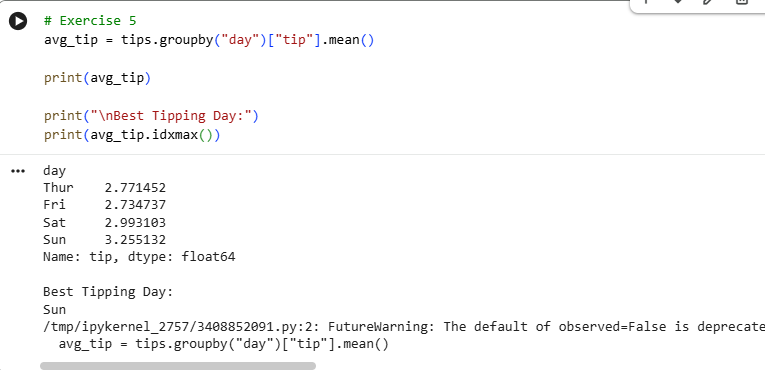 # Exercise 5
avg_tip = tips.groupby("day")["tip"].mean()
print(avg_tip)
print("\nBest Tipping Day:")
print(avg_tip.idxmax())
day
Thur    2.771452
Fri     2.734737
Sat     2.993103
Sun     3.255132
Name: tip, dtype: float64
Best Tipping Day:
Sun
/tmp/ipykernel_2757/3408852091.py:2: FutureWarning: The default of observed=False is deprecate
  avg_tip = tips.groupby("day")["tip"].mean()